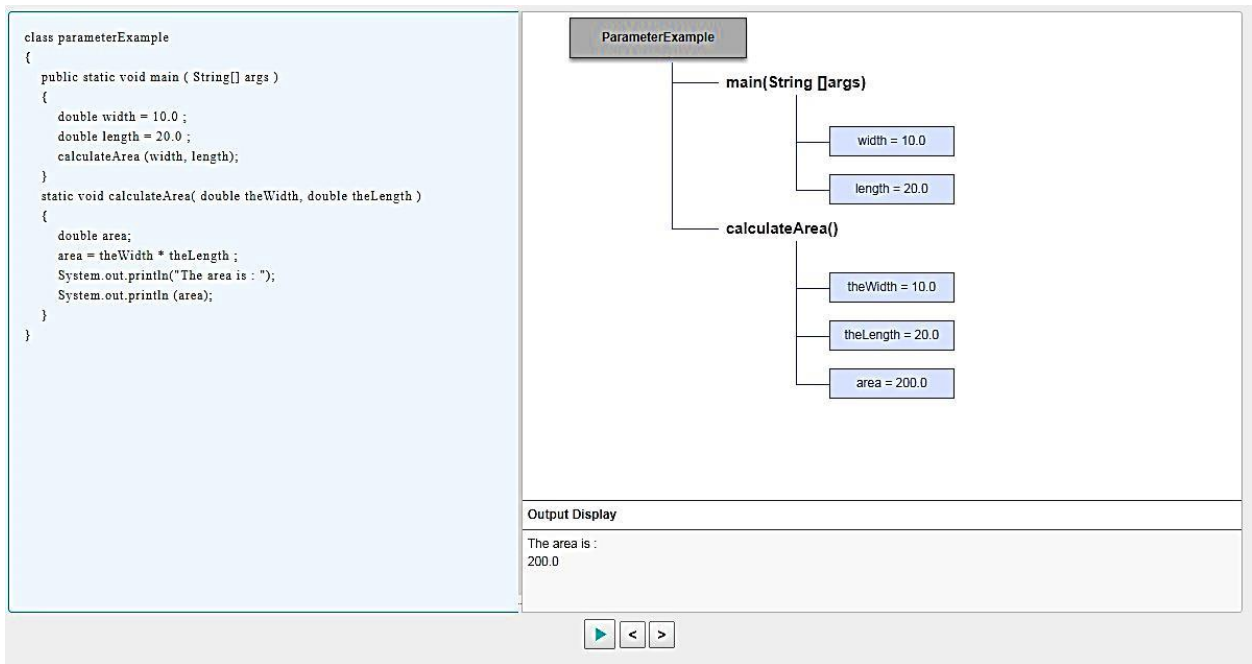 class parameterExample
{
public static void main ( String[] args )
{
double width = 10.0 ;
double length = 20.0 ;
calculateArea (width, length);
}
static void calculateArea( double theWidth, double theLength )
{
double area;
area = theWidth * theLength ;
System.out.println("The area is : ");
System.out.println (area);
}
}
ParameterExample
main(String []args)
width = 10.0
length = 20.0
calculateArea()
theWidth = 10.0
theLength = 20.0
area = 200.0
Output Display
The area is :
200.0
< >